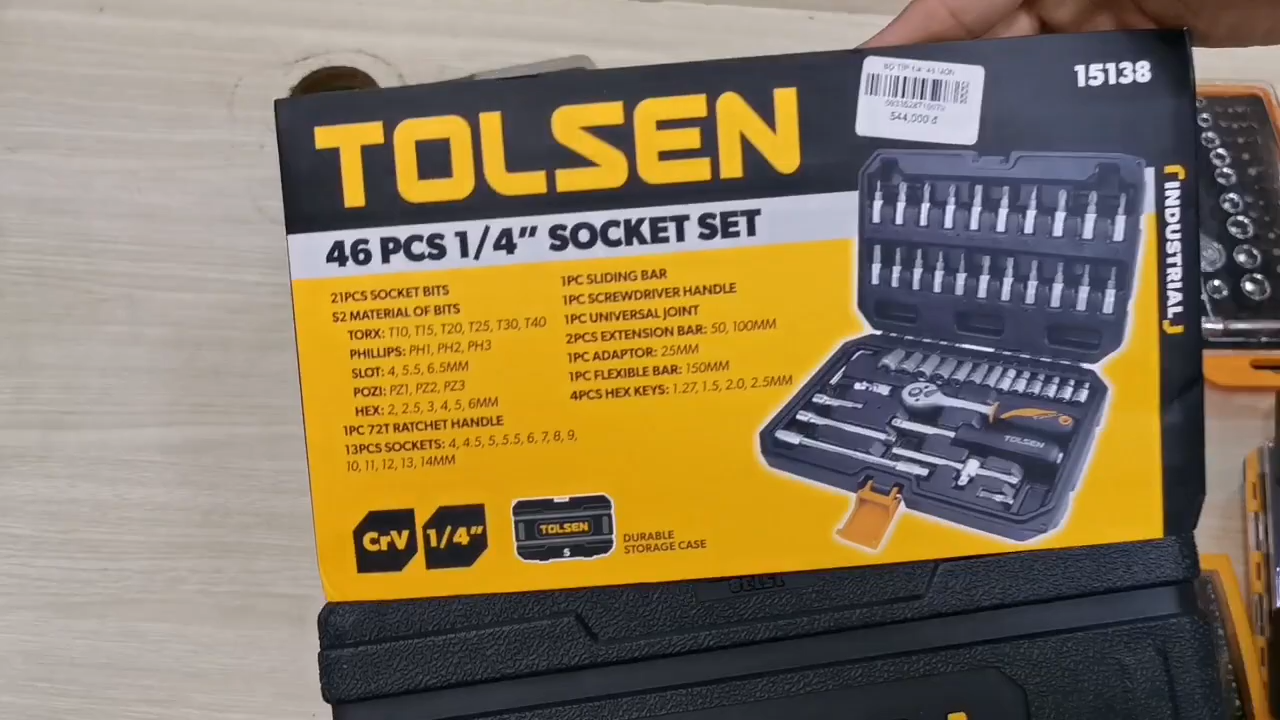 TOLSEN
15138
544,000 đ
46 PCS 1/4" SOCKET SET
INDUSTRIAL
21PCS SOCKET BITS
S2 MATERIAL OF BITS
TORX: T10, T15, T20, T25, T30, T40
PHILLIPS: PH1, PH2, PH3
SLOT: 4, 5.5, 6.5MM
POZI: PZ1, PZ2, PZ3
HEX: 2, 2.5, 3, 4, 5, 6MM
1PC 72T RATCHET HANDLE
13PCS SOCKETS: 4, 4.5, 5, 5.5, 6, 7, 8, 9,
10, 11, 12, 13, 14MM
1PC SLIDING BAR
1PC SCREWDRIVER HANDLE
1PC UNIVERSAL JOINT
2PCS EXTENSION BAR: 50, 100MM
1PC ADAPTOR: 25MM
1PC FLEXIBLE BAR: 150MM
4PCS HEX KEYS: 1.27, 1.5, 2.0, 2.5MM
TOLSEN
CrV
1/4"
TOLSEN
S
DURABLE
STORAGE CASE